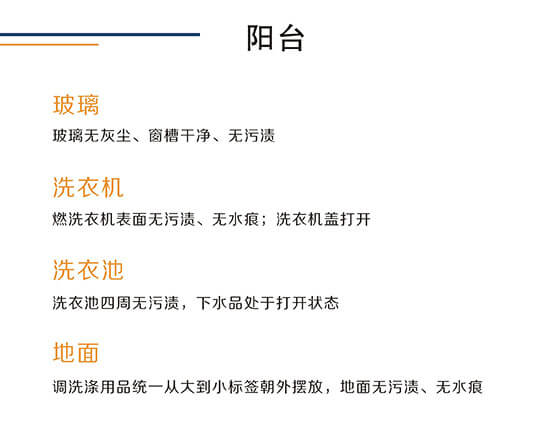 阳台
玻璃
玻璃无灰尘、窗槽干净、无污渍
洗衣机
燃洗衣机表面无污渍、无水痕；洗衣机盖打开
洗衣池
洗衣池四周无污渍，下水品处于打开状态
地面
调洗涤用品统一从大到小标签朝外摆放，地面无污渍、无水痕